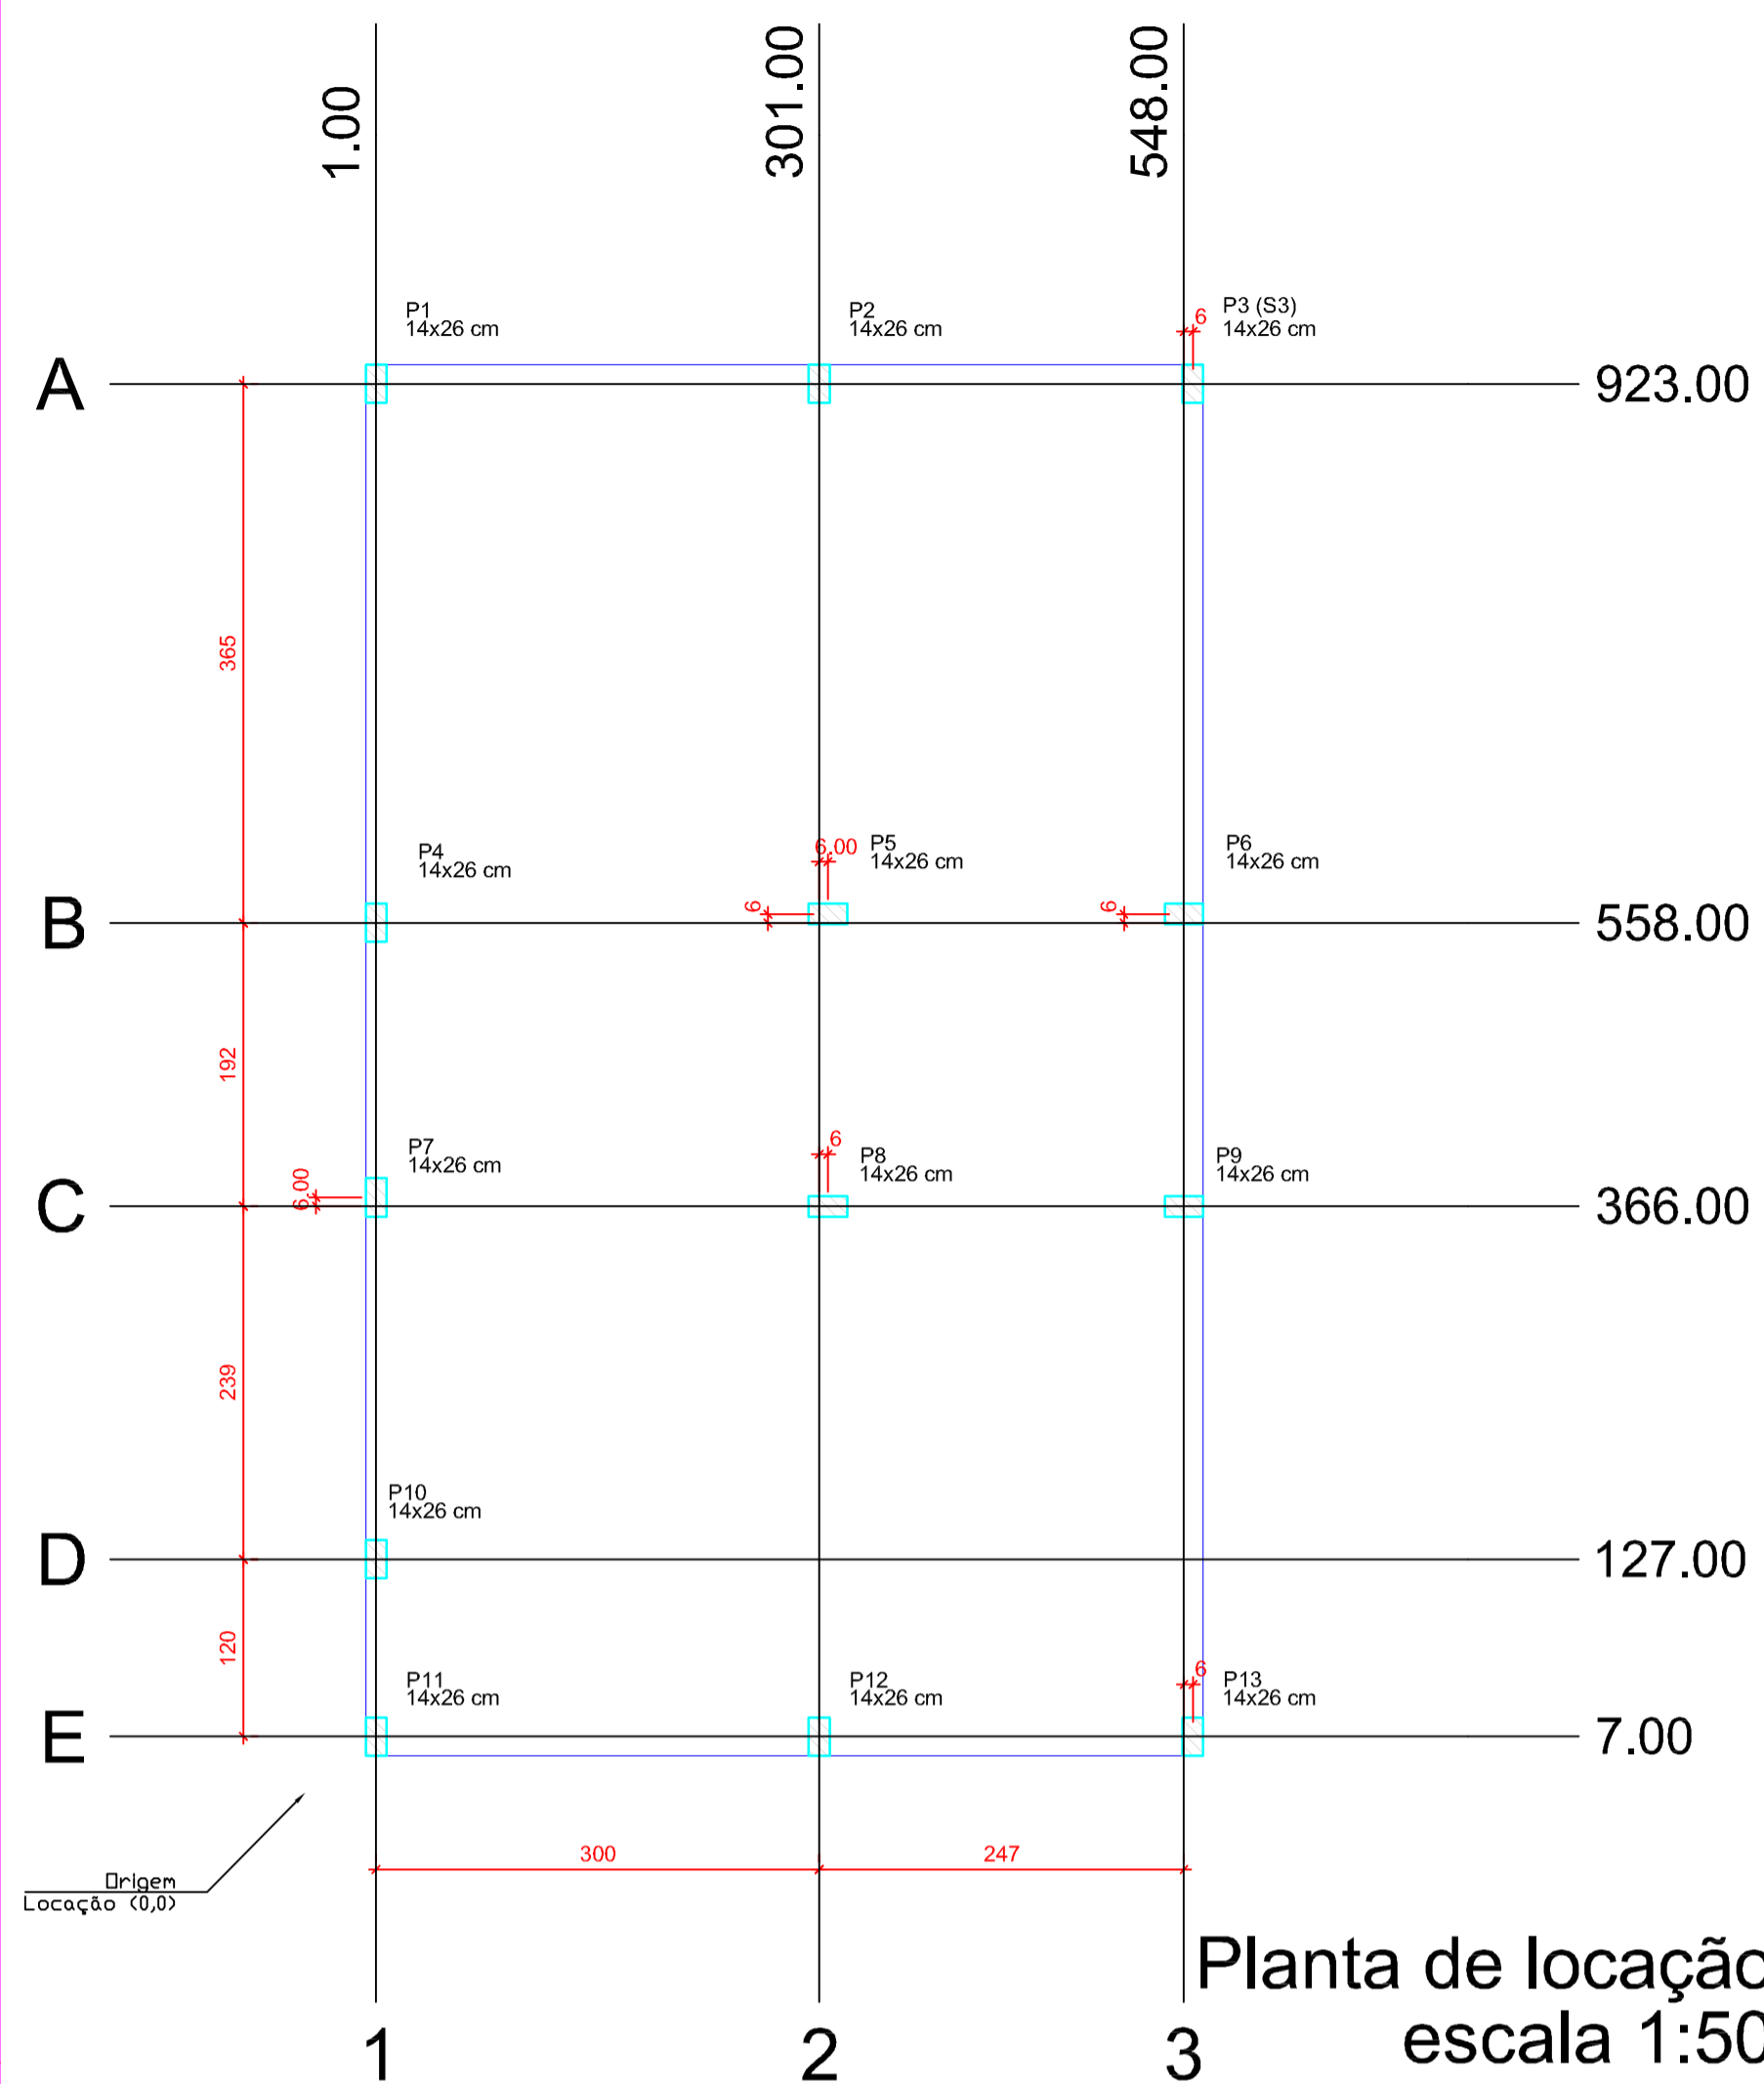 1.00
301.00
548.00
P1
14x26 cm
P2
14x26 cm
6
P3 (S3)
14x26 cm
A
923.00
365
P4
14x26 cm
6.00
P5
14x26 cm
P6
14x26 cm
6
6
B
558.00
192
P7
14x26 cm
6
P8
14x26 cm
P9
14x26 cm
6.00
C
366.00
239
P10
14x26 cm
D
127.00
120
P11
14x26 cm
P12
14x26 cm
6
P13
14x26 cm
E
7.00
300
247
Origem
Locação (0,0)
Planta de locação
escala 1:50
1
2
3